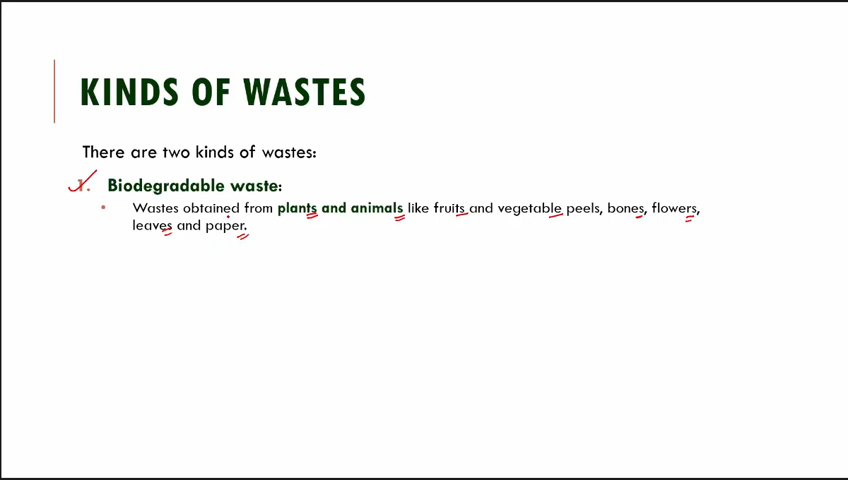 KINDS OF WASTES
There are two kinds of wastes:
1. Biodegradable waste:
• Wastes obtained from plants and animals like fruits and vegetable peels, bones, flowers,
leaves and paper.